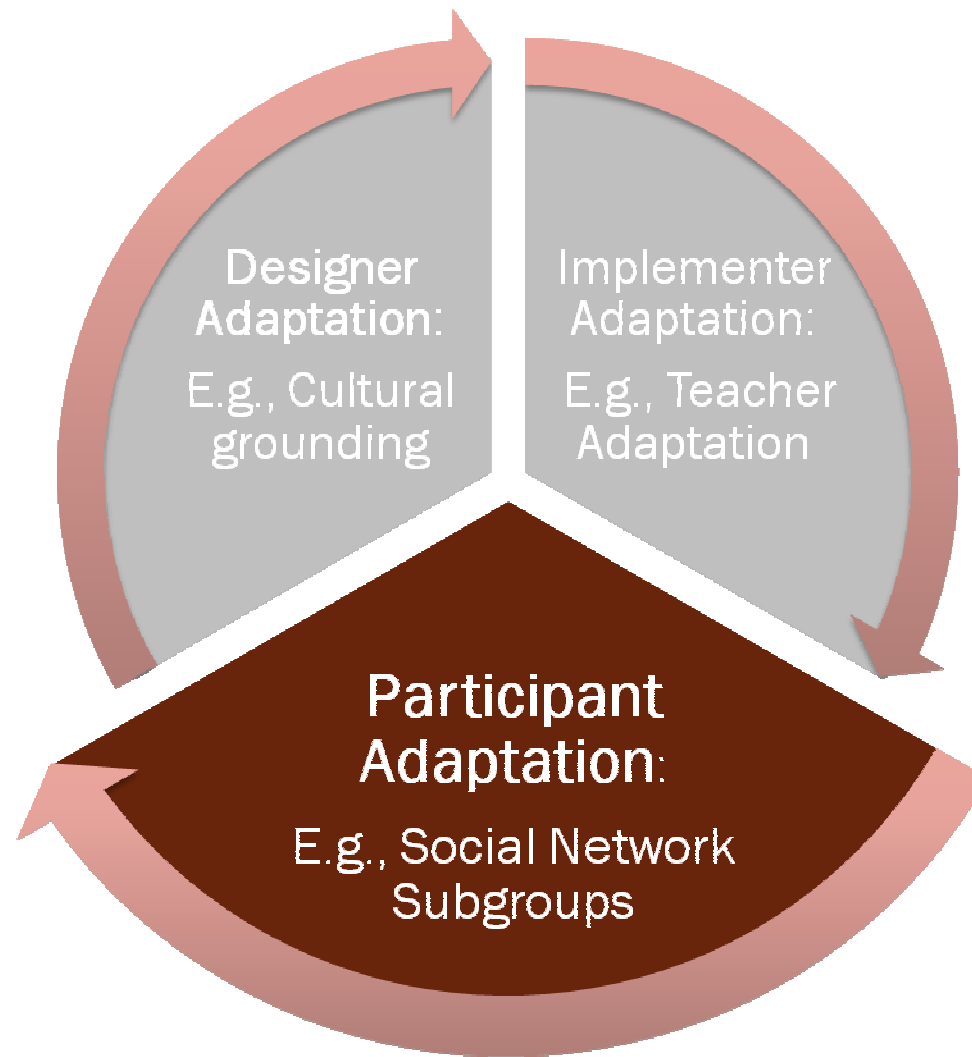 Designer
Adaptation:
E.g., Cultural
grounding
Implementer
Adaptation:
E.g., Teacher
Adaptation
Participant
Adaptation:
E.g., Social Network
Subgroups